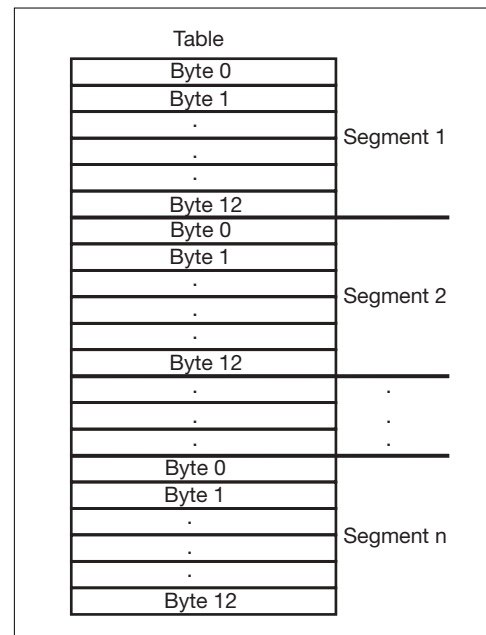 Table
Byte 0
Byte 1
.
.
.
Byte 12
Segment 1
Byte 0
Byte 1
.
.
.
Byte 12
Segment 2
. .
. .
. .
Byte 0
Byte 1
.
.
.
Byte 12
Segment n